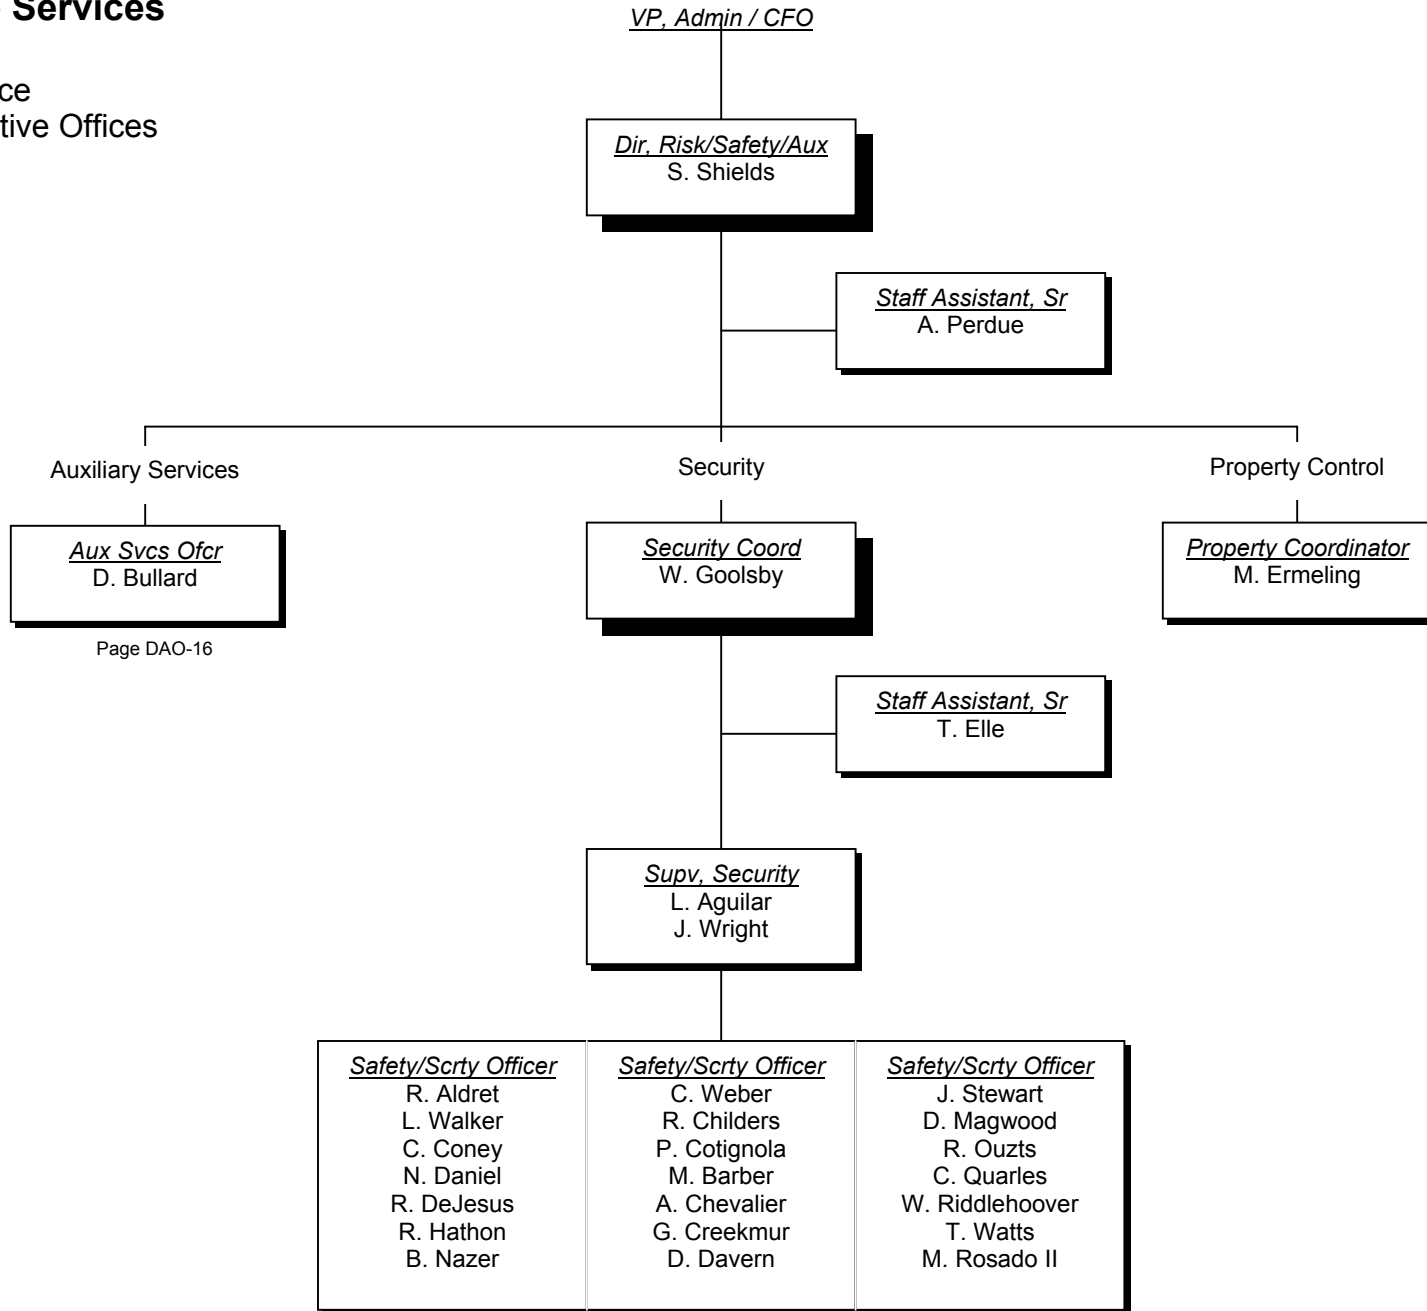 Services
VP, Admin / CFO
ce
tive Offices
Dir, Risk/Safety/Aux
S. Shields
Staff Assistant, Sr
A. Perdue
Auxiliary Services
Security
Property Control
Aux Svcs Ofcr
D. Bullard
Page DAO-16
Security Coord
W. Goolsby
Property Coordinator
M. Ermeling
Staff Assistant, Sr
T. Elle
Supv, Security
L. Aguilar
J. Wright
Safety/Scrty Officer
R. Aldret
L. Walker
C. Coney
N. Daniel
R. DeJesus
R. Hathon
B. Nazer
Safety/Scrty Officer
C. Weber
R. Childers
P. Cotignola
M. Barber
A. Chevalier
G. Creekmur
D. Davern
Safety/Scrty Officer
J. Stewart
D. Magwood
R. Ouzts
C. Quarles
W. Riddlehoover
T. Watts
M. Rosado II